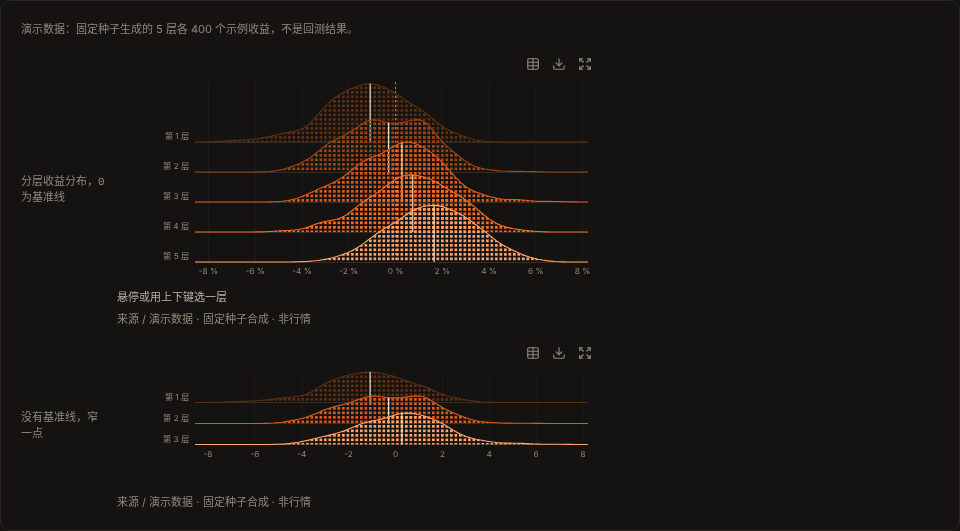 演示数据：固定种子生成的 5 层各 400 个示例收益，不是回测结果。
分层收益分布，0
为基准线
第 1 层
第 2 层
第 3 层
第 4 层
第 5 层
-8 %
-6 %
-4 %
-2 %
0 %
2 %
4 %
6 %
8 %
悬停或用上下键选一层
来源 / 演示数据 · 固定种子合成 · 非行情
没有基准线，窄
一点
第 1 层
第 2 层
第 3 层
-8
-6
-4
-2
0
2
4
6
8
来源 / 演示数据 · 固定种子合成 · 非行情